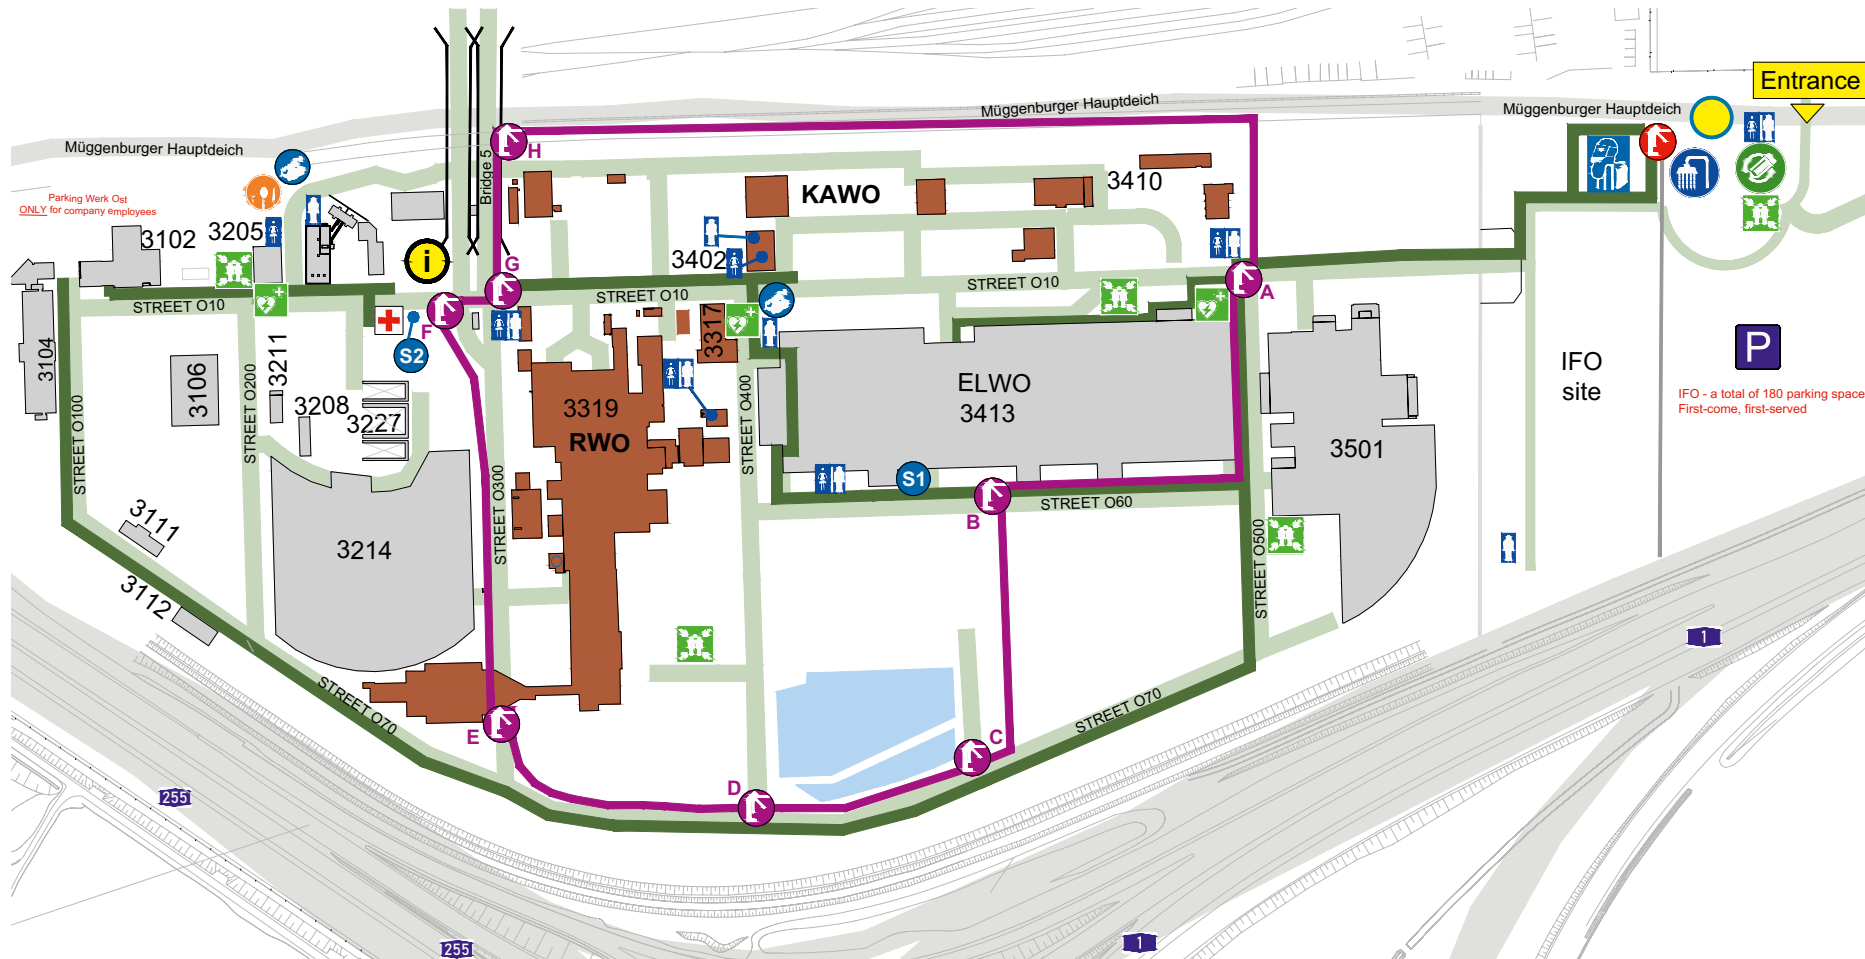 Entrance
Müggenburger Hauptdeich
Müggenburger Hauptdeich
Müggenburger Hauptdeich
Bridge 5
H
Parking Werk Ost
ONLY for company employees
3102
3205
KAWO
3410
i
G
3402
A
STREET O10
STREET O10
STREET O10
F
S2
3104
3106
3211
3208
3227
STREET O100
STREET O200
3317
STREET O400
3319
RWO
ELWO
3413
3501
IFO
site
P
IFO - a total of 180 parking space
First-come, first-served
S1
B
STREET O60
STREET O300
STREET O500
3111
3112
3214
STREET O70
STREET O70
E
C
D
1
255
255
1